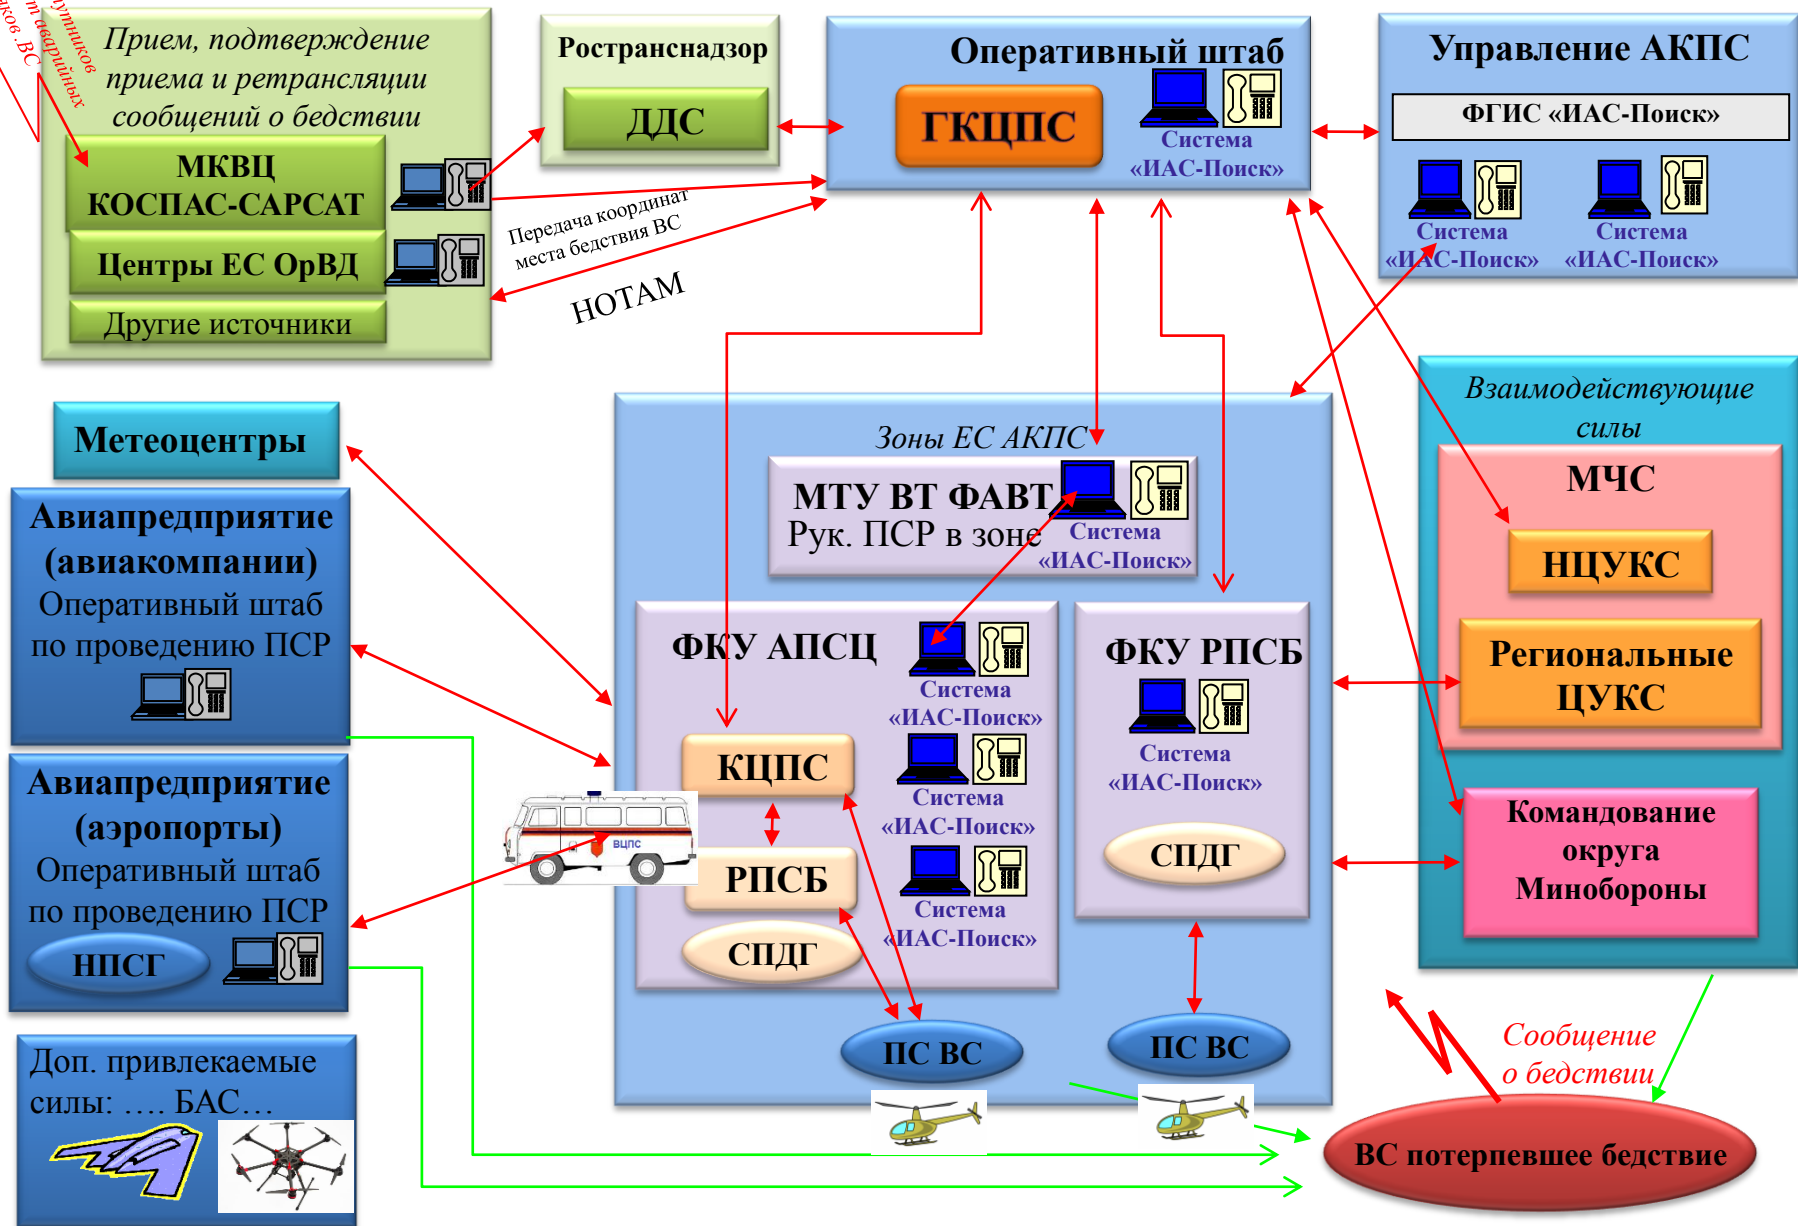 утников
т аварийных
ков .ВС
Прием, подтверждение
приема и ретрансляции
сообщений о бедствии
МКВЦ
КОСПАС-САРСАТ
Центры ЕС ОрВД
Другие источники
Ространснадзор
ДДС
Оперативный штаб
ГКЦПС
Система
«ИАС-Поиск»
Управление АКПС
ФГИС «ИАС-Поиск»
Система
«ИАС-Поиск»
Система
«ИАС-Поиск»
Передача координат
места бедствия ВС
НОТАМ
Метеоцентры
Авиапредприятие
(авиакомпании)
Оперативный штаб
по проведению ПСР
Авиапредприятие
(аэропорты)
Оперативный штаб
по проведению ПСР
НПСГ
Доп. привлекаемые
силы: .... БАС...
Зоны ЕС АКПС
МТУ ВТ ФАВТ
Рук. ПСР в зоне
Система
«ИАС-Поиск»
ФКУ АПСЦ
Система
«ИАС-Поиск»
КЦПС
Система
«ИАС-Поиск»
РПСБ
Система
«ИАС-Поиск»
СПДГ
ВЦПС
ФКУ РПСБ
Система
«ИАС-Поиск»
СПДГ
ПС ВС
ПС ВС
Взаимодействующие
силы
МЧС
НЦУКС
Региональные
ЦУКС
Командование
округа
Минобороны
Сообщение
о бедствии
ВС потерпевшее бедствие